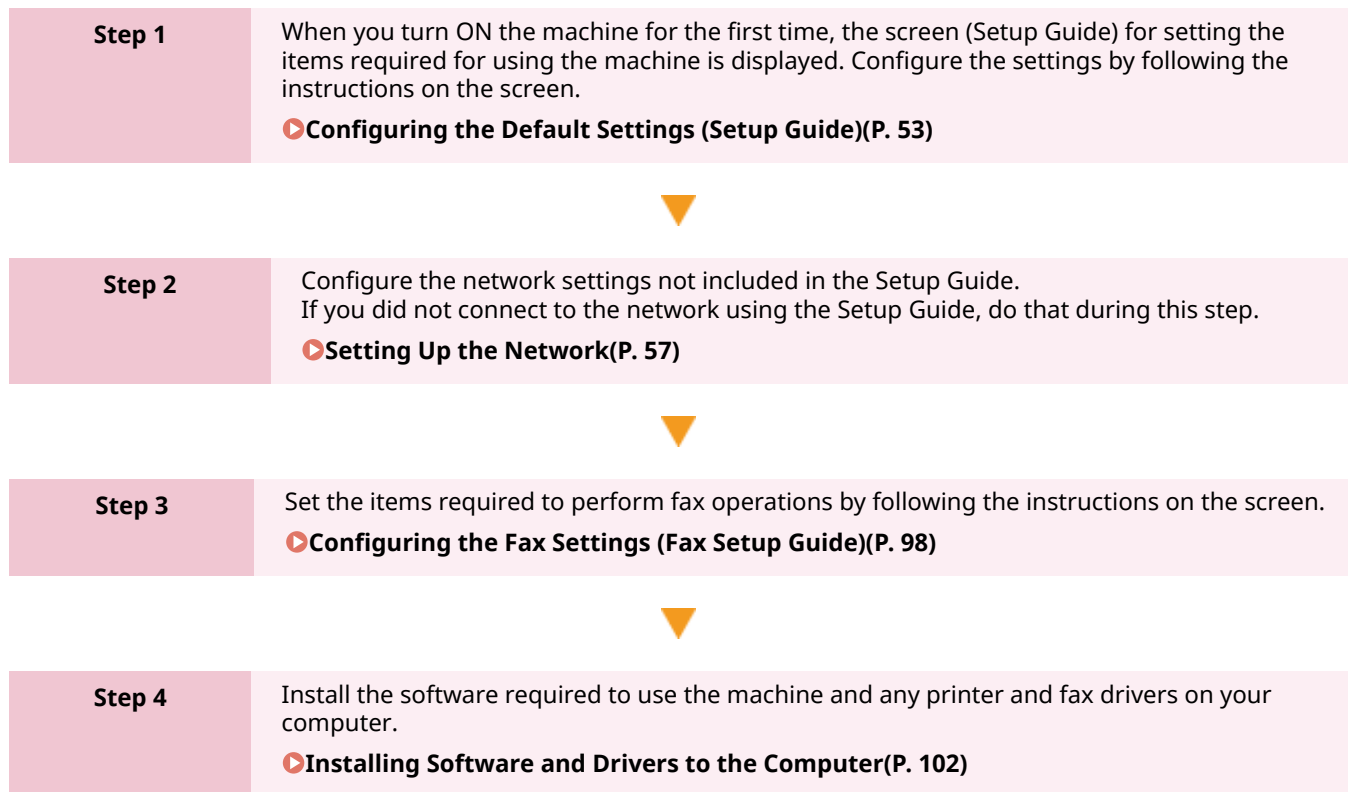 Step 1
When you turn ON the machine for the first time, the screen (Setup Guide) for setting the
items required for using the machine is displayed. Configure the settings by following the
instructions on the screen.
Configuring the Default Settings (Setup Guide)(P. 53)
Step 2
Configure the network settings not included in the Setup Guide.
If you did not connect to the network using the Setup Guide, do that during this step.
Setting Up the Network(P. 57)
Step 3
Set the items required to perform fax operations by following the instructions on the screen.
Configuring the Fax Settings (Fax Setup Guide)(P. 98)
Step 4
Install the software required to use the machine and any printer and fax drivers on your
computer.
Installing Software and Drivers to the Computer(P. 102)